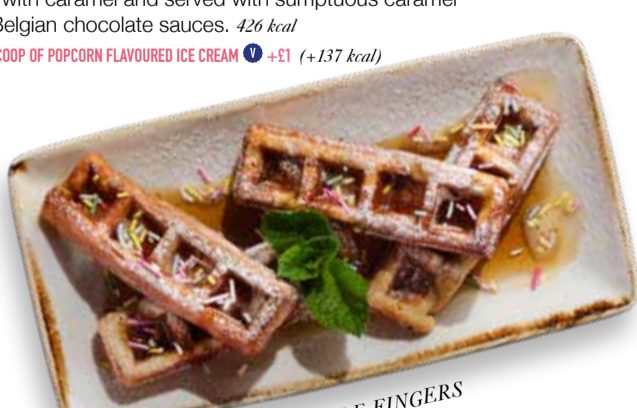 with caramel and served with sumptuous caramel
Belgian chocolate sauces. 426 kcal
OF POPCORN FLAVOURED ICE CREAM V +£1 (+137 kcal)
FINGERS